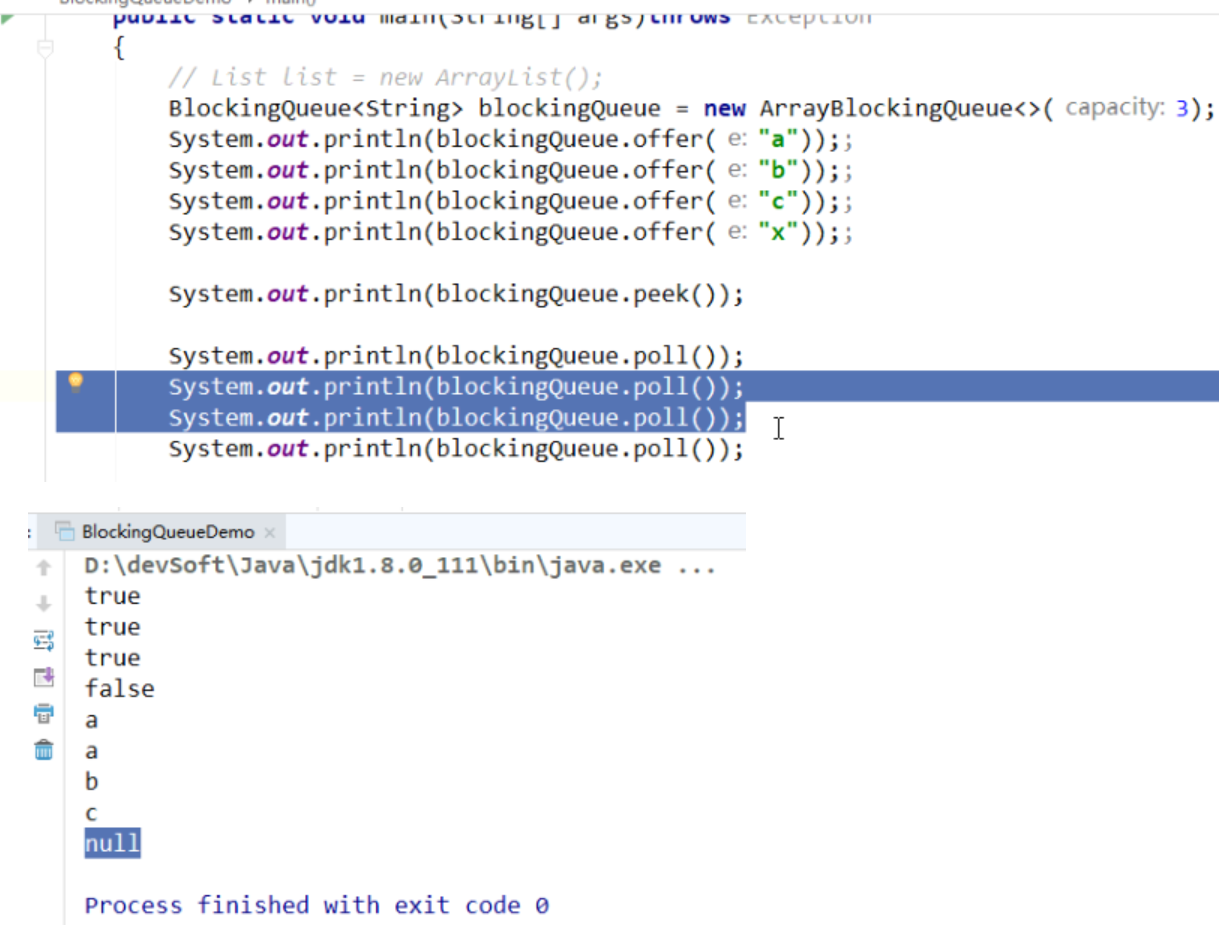 BlockingQueueDemo > main()
public static void main(String[] args)throws Exception
{
// List list = new ArrayList();
BlockingQueue<String> blockingQueue = new ArrayBlockingQueue<>( capacity: 3);
System.out.println(blockingQueue.offer( e: "a"));;
System.out.println(blockingQueue.offer( e: "b"));;
System.out.println(blockingQueue.offer( e: "c"));;
System.out.println(blockingQueue.offer( e: "x"));;
System.out.println(blockingQueue.peek());
System.out.println(blockingQueue.poll());
System.out.println(blockingQueue.poll());
System.out.println(blockingQueue.poll());
System.out.println(blockingQueue.poll());
: BlockingQueueDemo ×
D:\devSoft\Java\jdk1.8.0_111\bin\java.exe ...
true
true
true
false
a
a
b
c
null
Process finished with exit code 0